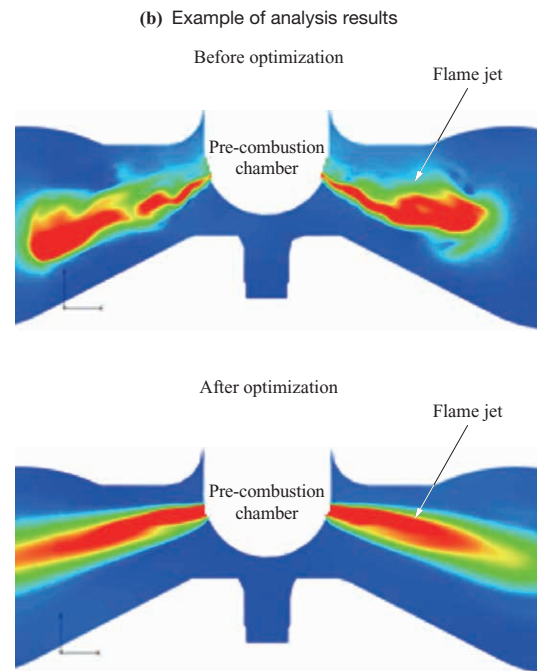 (b) Example of analysis results
Before optimization
Flame jet
Pre-combustion
chamber
After optimization
Flame jet
Pre-combustion
chamber